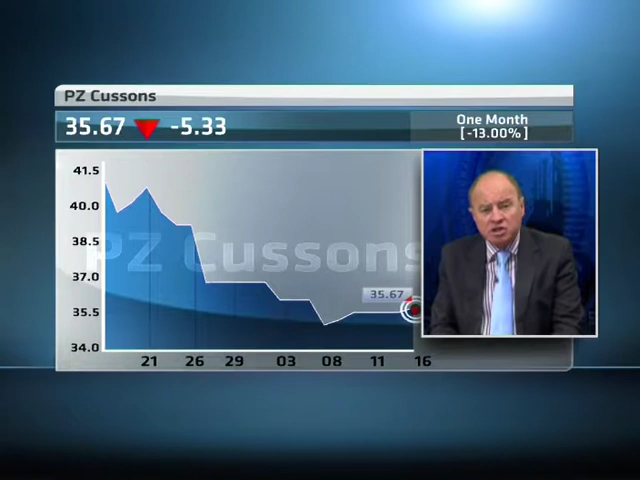 PZ Cussons
35.67 -5.33
One Month
[-13.00%]
41.5
40.0
38.5
37.0
35.5
34.0
PZ Cussons
35.67
21 26 29 03 08 11 16